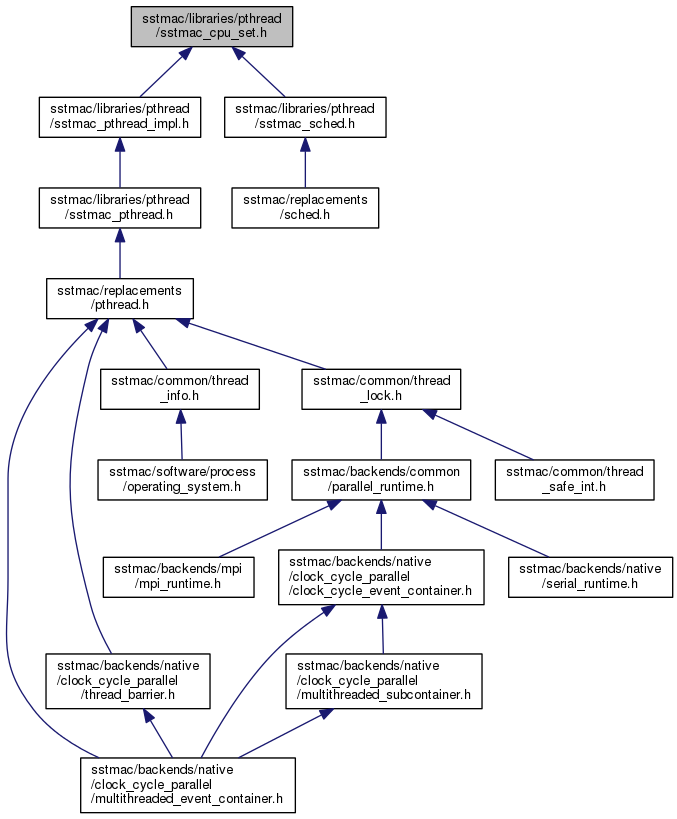 sstmac/libraries/pthread
/sstmac_cpu_set.h
sstmac/libraries/pthread
/sstmac_pthread_impl.h
sstmac/libraries/pthread
/sstmac_sched.h
sstmac/libraries/pthread
/sstmac_pthread.h
sstmac/replacements
/sched.h
sstmac/replacements
/pthread.h
sstmac/common/thread
_info.h
sstmac/common/thread
_lock.h
sstmac/software/process
/operating_system.h
sstmac/backends/common
/parallel_runtime.h
sstmac/common/thread
_safe_int.h
sstmac/backends/mpi
/mpi_runtime.h
sstmac/backends/native
/clock_cycle_parallel
/clock_cycle_event_container.h
sstmac/backends/native
/serial_runtime.h
sstmac/backends/native
/clock_cycle_parallel
/thread_barrier.h
sstmac/backends/native
/clock_cycle_parallel
/multithreaded_subcontainer.h
sstmac/backends/native
/clock_cycle_parallel
/multithreaded_event_container.h